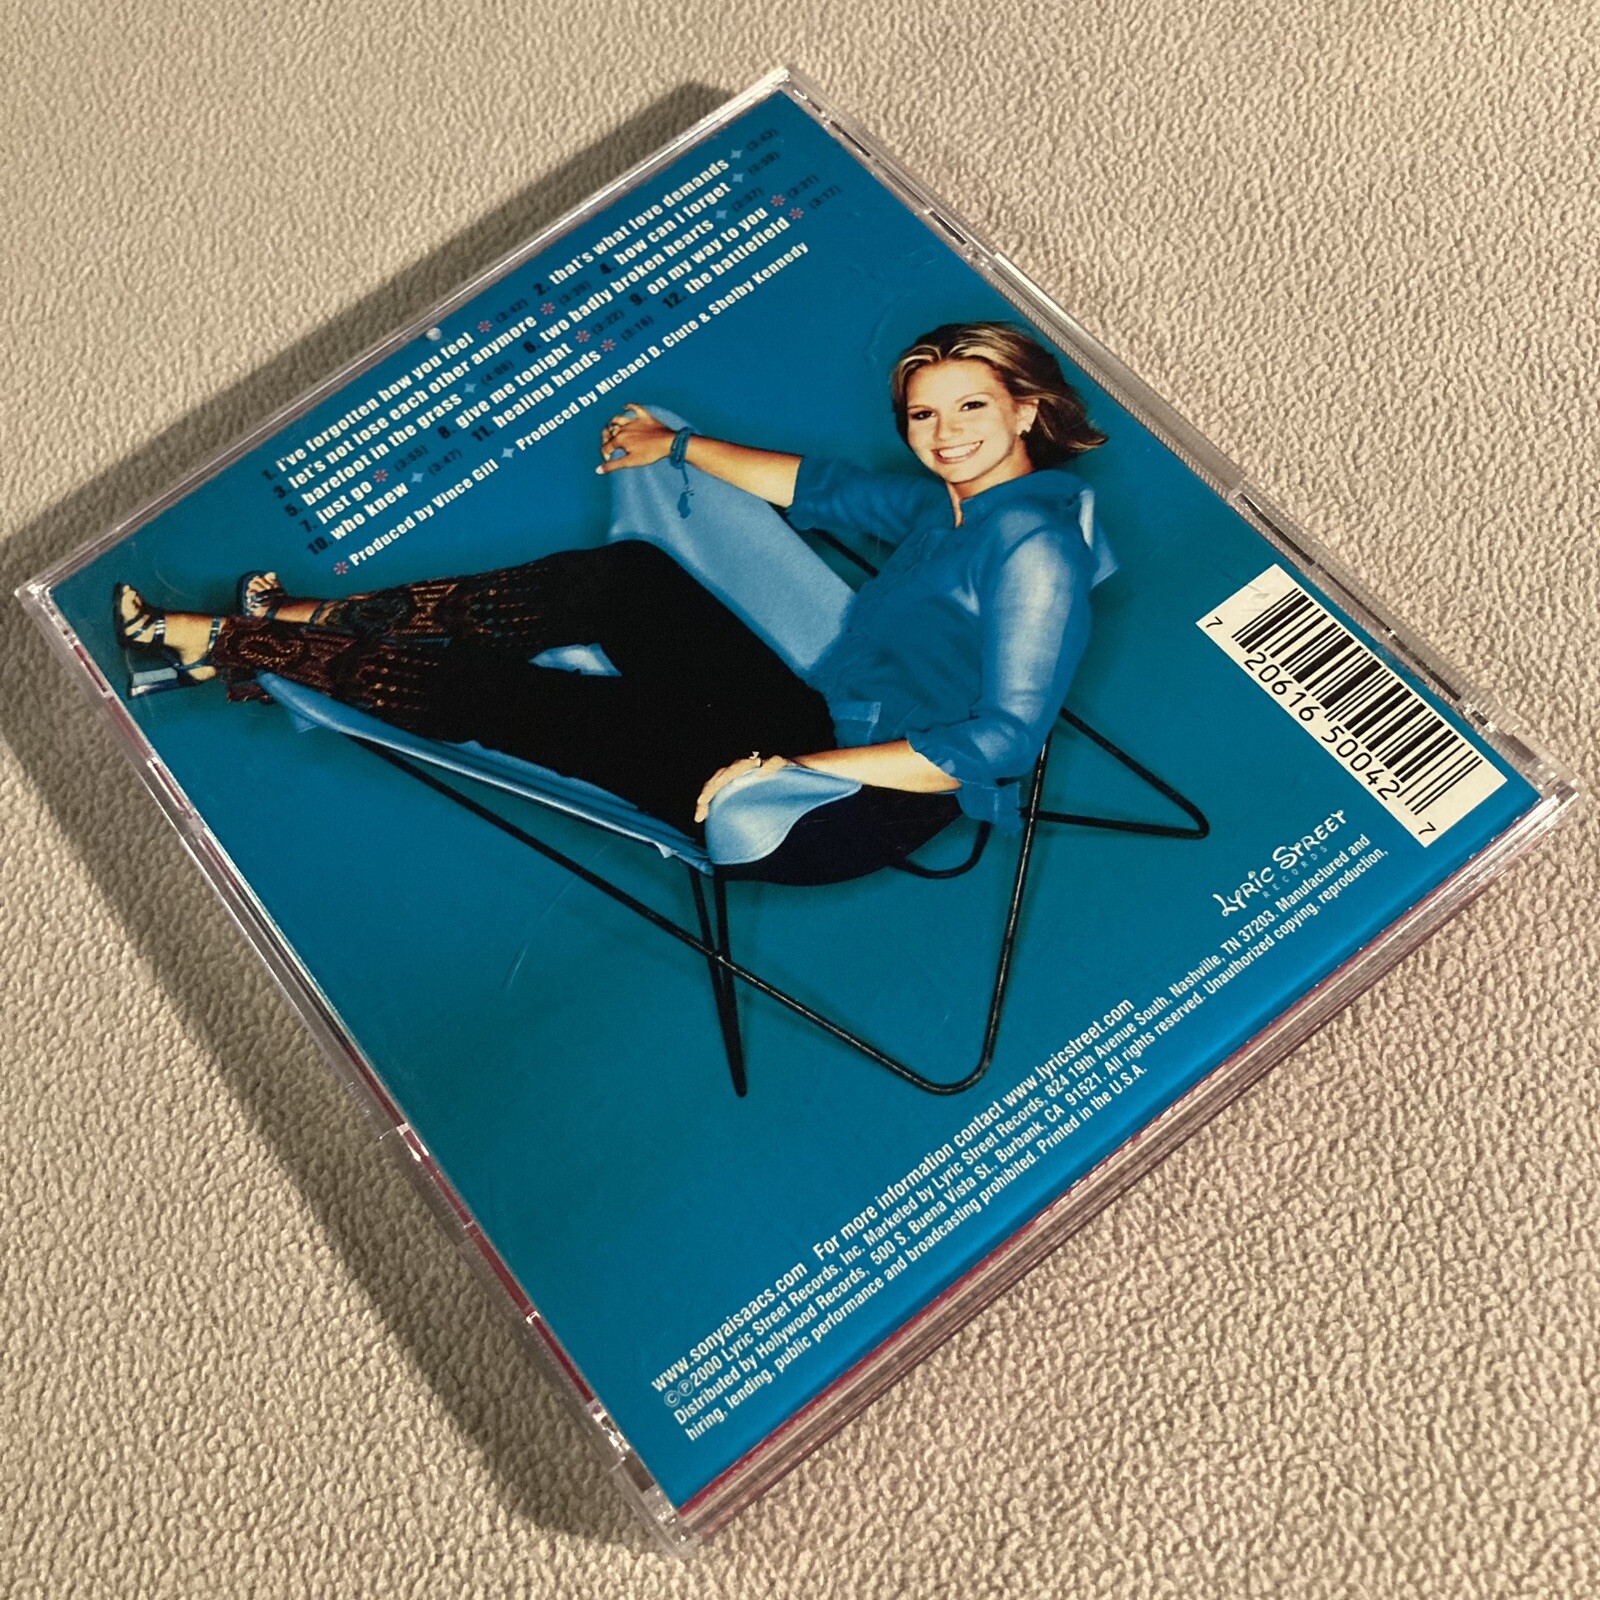 1. i've forgotten how you feel * (3:42) 2. that's what love demands ✦ (3:43)
3. let's not lose each other anymore * (3:39) 4. how can i forget ✦ (3:59)
5. barefoot in the grass ✦ (4:08) 6. two badly broken hearts ✦ (2:57)
7. just go * (3:55) 8. give me tonight * (3:22) 9. on my way to you * (3:31)
10. who knew ✦ (3:47) 11. healing hands * (3:16) 12. the battlefield * (3:17)
* Produced by Vince Gill ✦ Produced by Michael D. Clute & Shelby Kennedy
7 20616 50042 7
Lyric Street
RECORDS
www.sonyaisaacs.com For more information contact www.lyricstreet.com
©℗2000 Lyric Street Records, Inc. Marketed by Lyric Street Records, 824 19th Avenue South, Nashville, TN 37203. Manufactured and
Distributed by Hollywood Records, 500 S. Buena Vista St., Burbank, CA 91521. All rights reserved. Unauthorized copying, reproduction,
hiring, lending, public performance and broadcasting prohibited. Printed in the U.S.A.